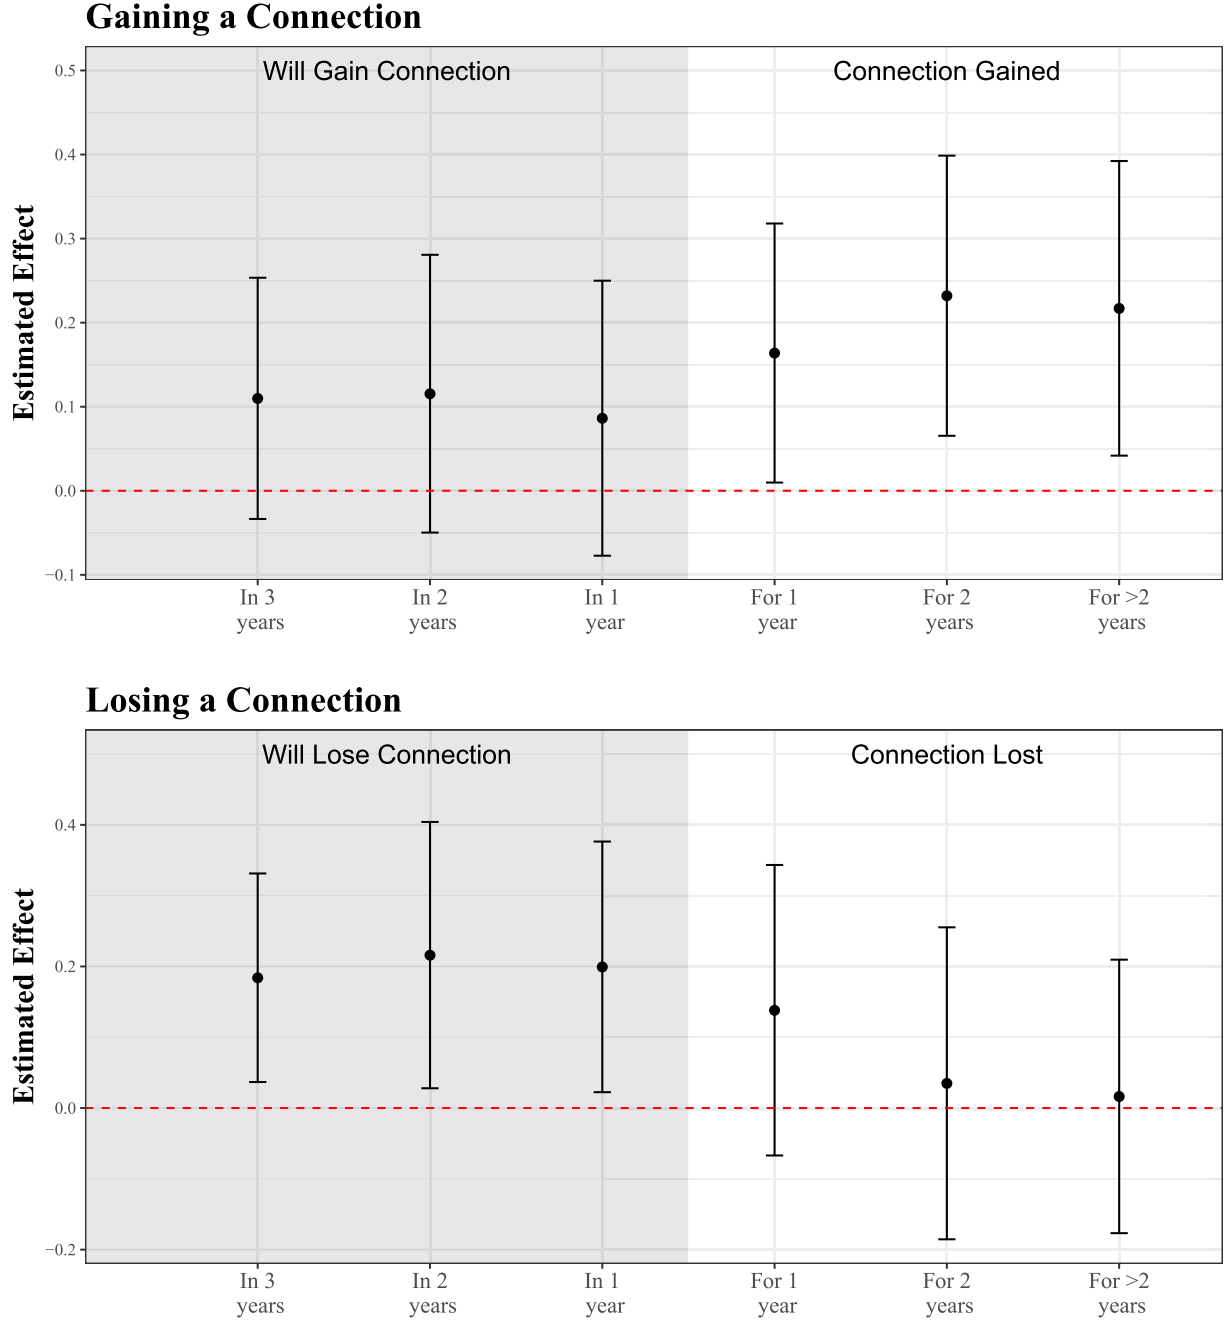 Gaining a Connection
Will Gain Connection
Connection Gained
Estimated Effect
0.5
0.4
0.3
0.2
0.1
0.0
−0.1
In 3
years
In 2
years
In 1
year
For 1
year
For 2
years
For >2
years
Losing a Connection
Will Lose Connection
Connection Lost
Estimated Effect
0.4
0.2
0.0
−0.2
In 3
years
In 2
years
In 1
year
For 1
year
For 2
years
For >2
years